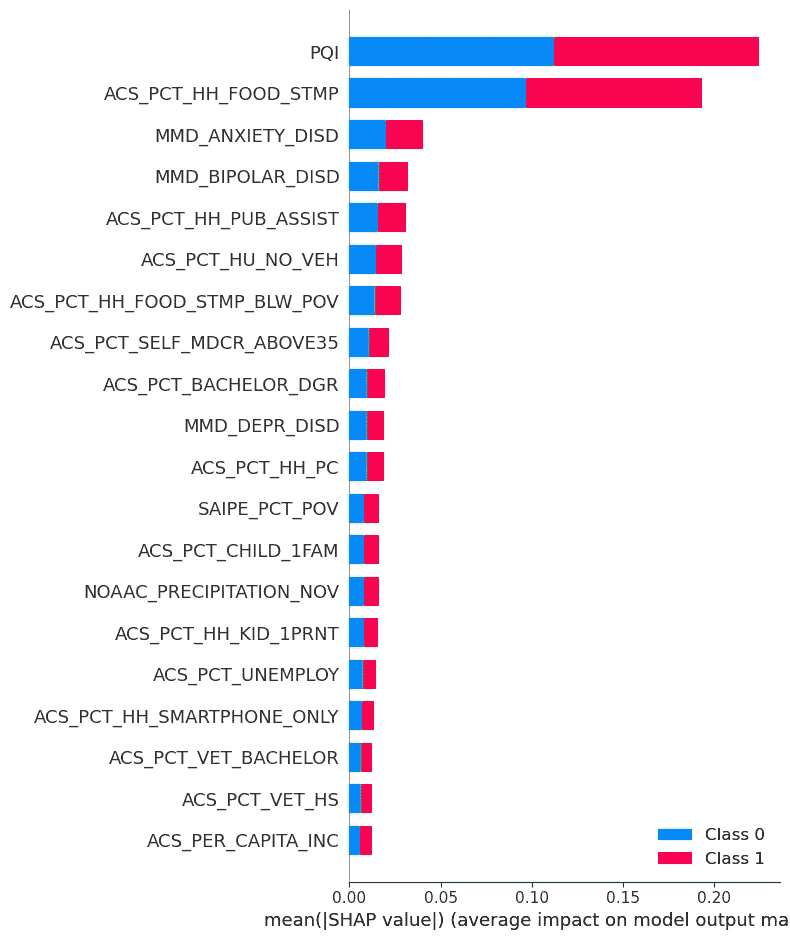 PQI
ACS_PCT_HH_FOOD_STMP
MMD_ANXIETY_DISD
MMD_BIPOLAR_DISD
ACS_PCT_HH_PUB_ASSIST
ACS_PCT_HU_NO_VEH
ACS_PCT_HH_FOOD_STMP_BLW_POV
ACS_PCT_SELF_MDCR_ABOVE35
ACS_PCT_BACHELOR_DGR
MMD_DEPR_DISD
ACS_PCT_HH_PC
SAIPE_PCT_POV
ACS_PCT_CHILD_1FAM
NOAAC_PRECIPITATION_NOV
ACS_PCT_HH_KID_1PRNT
ACS_PCT_UNEMPLOY
ACS_PCT_HH_SMARTPHONE_ONLY
ACS_PCT_VET_BACHELOR
ACS_PCT_VET_HS
ACS_PER_CAPITA_INC
Class 0
Class 1
0.00 0.05 0.10 0.15 0.20
mean(|SHAP value|) (average impact on model output ma